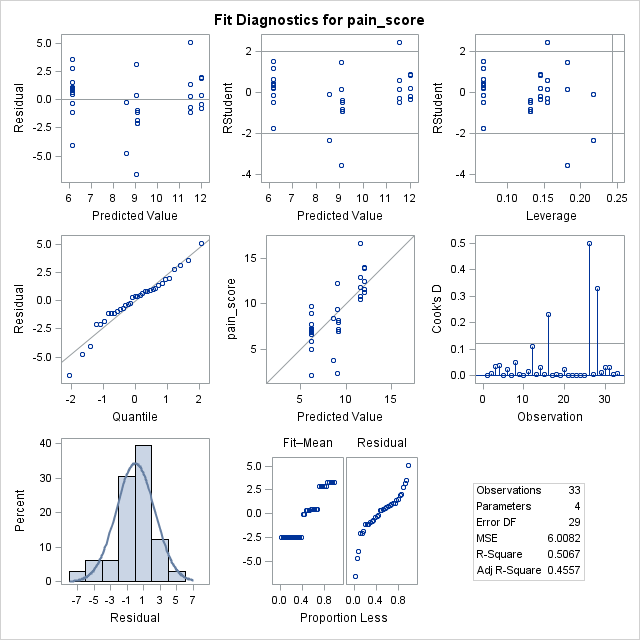 Fit Diagnostics for pain_score
5.0
2.5
0.0
-2.5
-5.0
Residual
6 7 8 9 10 11 12
Predicted Value
2
0
-2
-4
RStudent
6 7 8 9 10 11 12
Predicted Value
2
0
-2
-4
RStudent
0.10 0.15 0.20 0.25
Leverage
5.0
2.5
0.0
-2.5
-5.0
Residual
-2 -1 0 1 2
Quantile
15
10
5
pain_score
5 10 15
Predicted Value
0.5
0.4
0.3
0.2
0.1
0.0
Cook's D
0 10 20 30
Observation
40
30
20
10
0
Percent
-7 -5 -3 -1 1 3 5 7
Residual
Fit–Mean Residual
5.0
2.5
0.0
-2.5
-5.0
0.0 0.4 0.8 0.0 0.4 0.8
Proportion Less
Observations 33
Parameters 4
Error DF 29
MSE 6.0082
R-Square 0.5067
Adj R-Square 0.4557